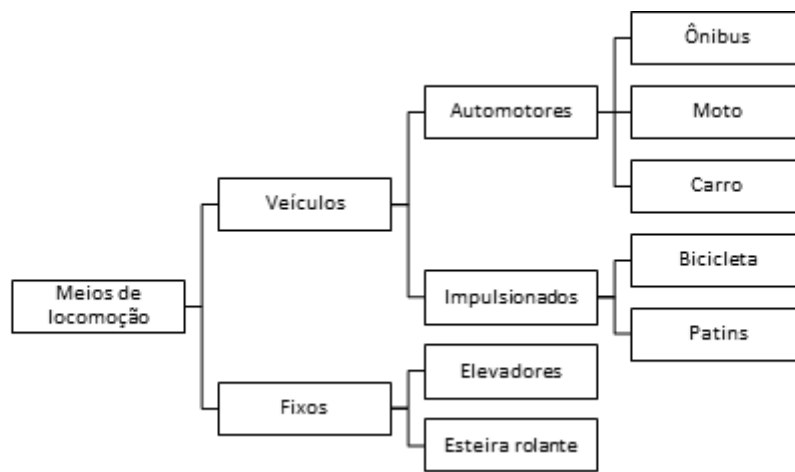 Ônibus
Automotores
Moto
Carro
Veículos
Bicicleta
Impulsionados
Patins
Meios de
locomoção
Elevadores
Fixos
Esteira rolante